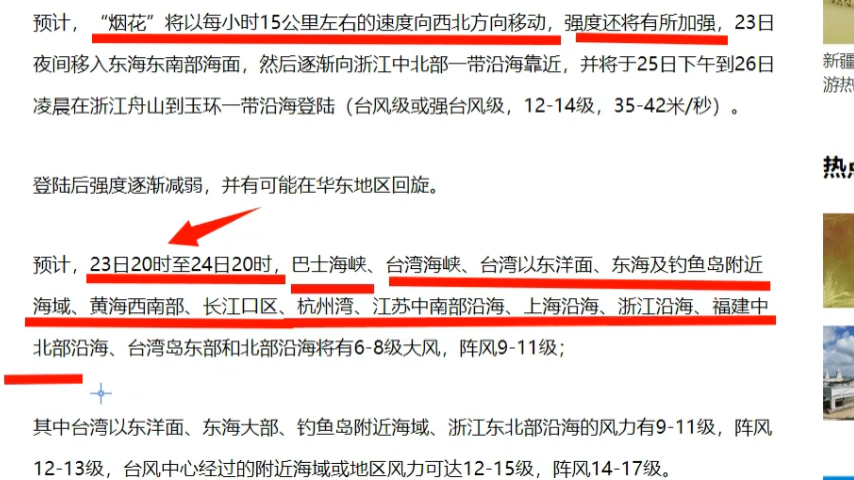 预计，“烟花”将以每小时15公里左右的速度向西北方向移动，强度还将有所加强，23日
夜间移入东海东南部海面，然后逐渐向浙江中北部一带沿海靠近，并将于25日下午到26日
凌晨在浙江舟山到玉环一带沿海登陆（台风级或强台风级，12-14级，35-42米/秒）。
登陆后强度逐渐减弱，并有可能在华东地区回旋。
预计，23日20时至24日20时，巴士海峡、台湾海峡、台湾以东洋面、东海及钓鱼岛附近
海域、黄海西南部、长江口区、杭州湾、江苏中南部沿海、上海沿海、浙江沿海、福建中
北部沿海、台湾岛东部和北部沿海将有6-8级大风，阵风9-11级；
其中台湾以东洋面、东海大部、钓鱼岛附近海域、浙江东北部沿海的风力有9-11级，阵风
12-13级，台风中心经过的附近海域或地区风力可达12-15级，阵风14-17级。
新疆
游热
热点